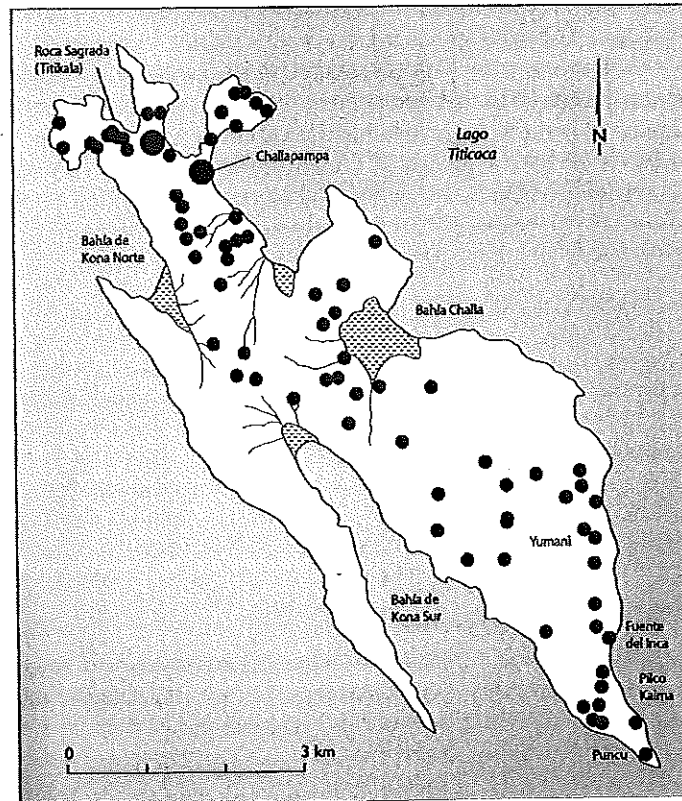 Roca Sagrada
(Titikala)
Lago
Titicaca
N
Challapampa
Bahía de
Kona Norte
Bahía Challa
Yumani
Bahía de
Kona Sur
Fuente
del Inca
Pilco
Kaima
Puncu
0
3 km